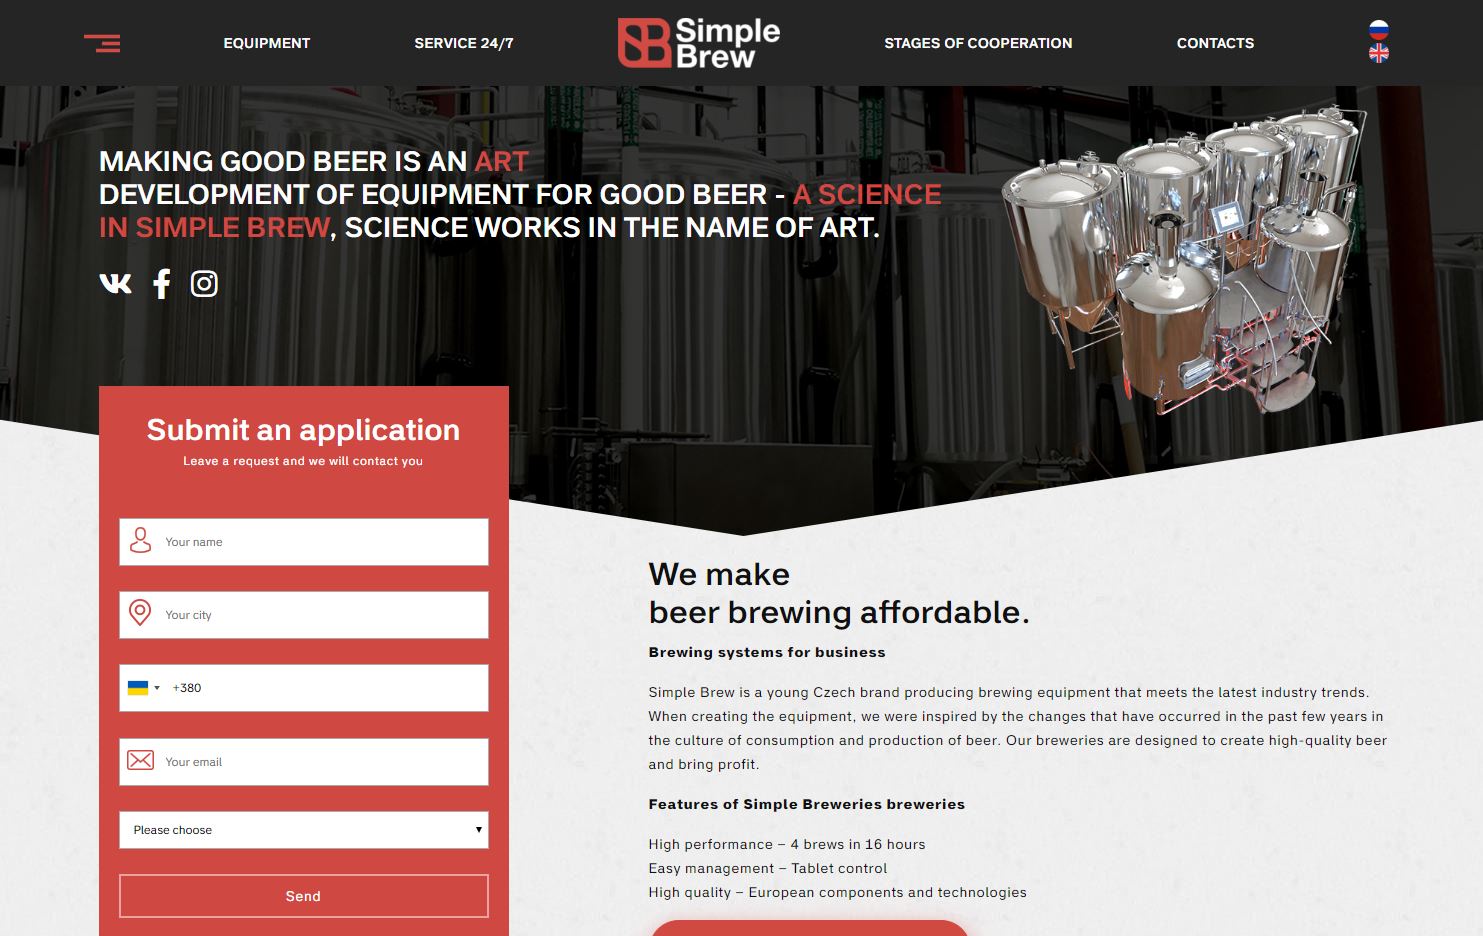 EQUIPMENT
SERVICE 24/7
Simple
Brew
STAGES OF COOPERATION
CONTACTS
MAKING GOOD BEER IS AN ART
DEVELOPMENT OF EQUIPMENT FOR GOOD BEER - A SCIENCE
IN SIMPLE BREW, SCIENCE WORKS IN THE NAME OF ART.
Submit an application
Leave a request and we will contact you
Your name
Your city
+380
Your email
Please choose
Send
We make
beer brewing affordable.
Brewing systems for business
Simple Brew is a young Czech brand producing brewing equipment that meets the latest industry trends.
When creating the equipment, we were inspired by the changes that have occurred in the past few years in
the culture of consumption and production of beer. Our breweries are designed to create high-quality beer
and bring profit.
Features of Simple Breweries breweries
High performance – 4 brews in 16 hours
Easy management – Tablet control
High quality – European components and technologies